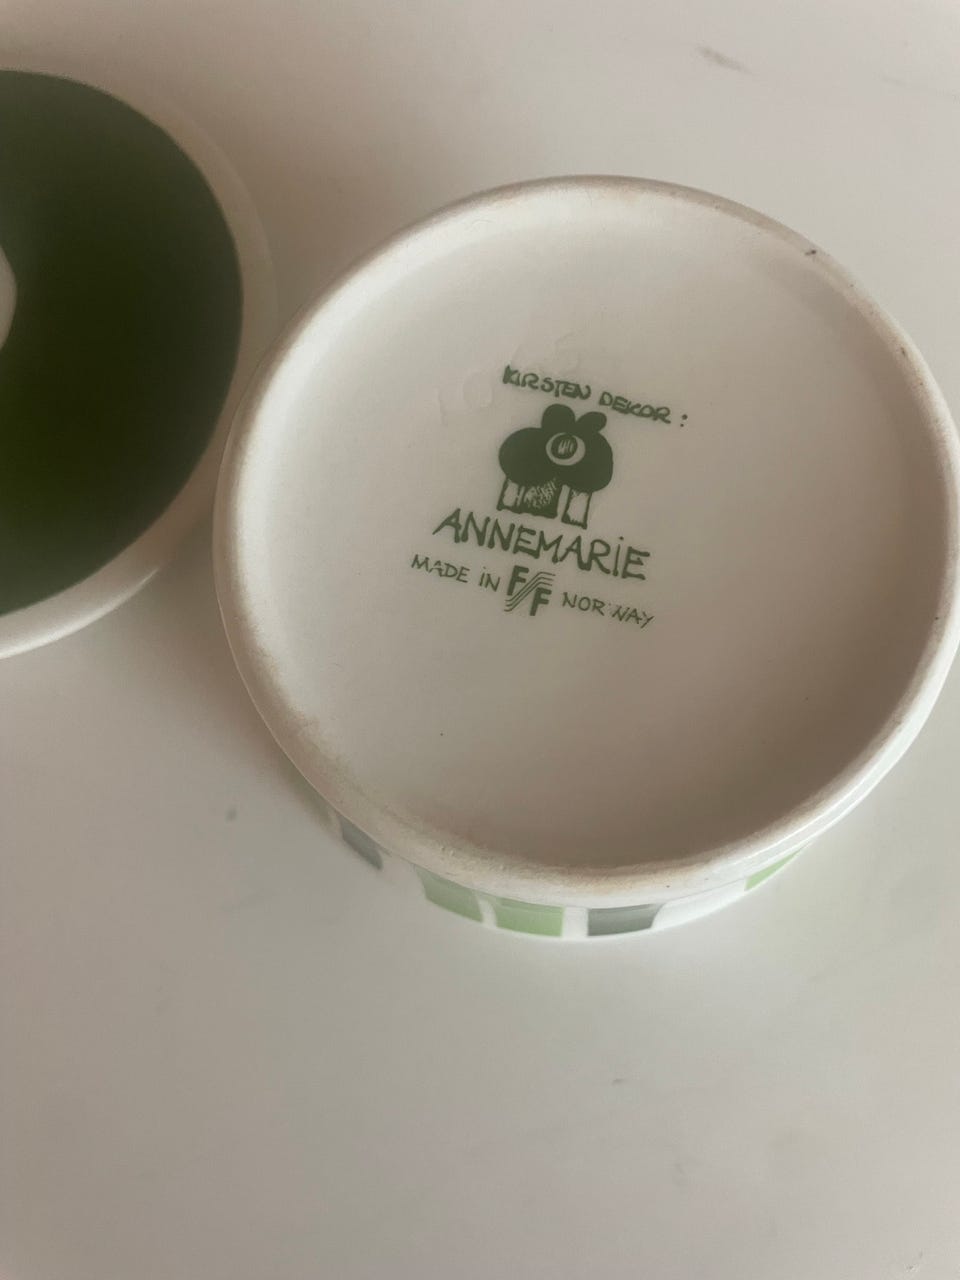 KIRSTEN DEKOR:
ANNEMARiE
MADE iN FF NORWAY